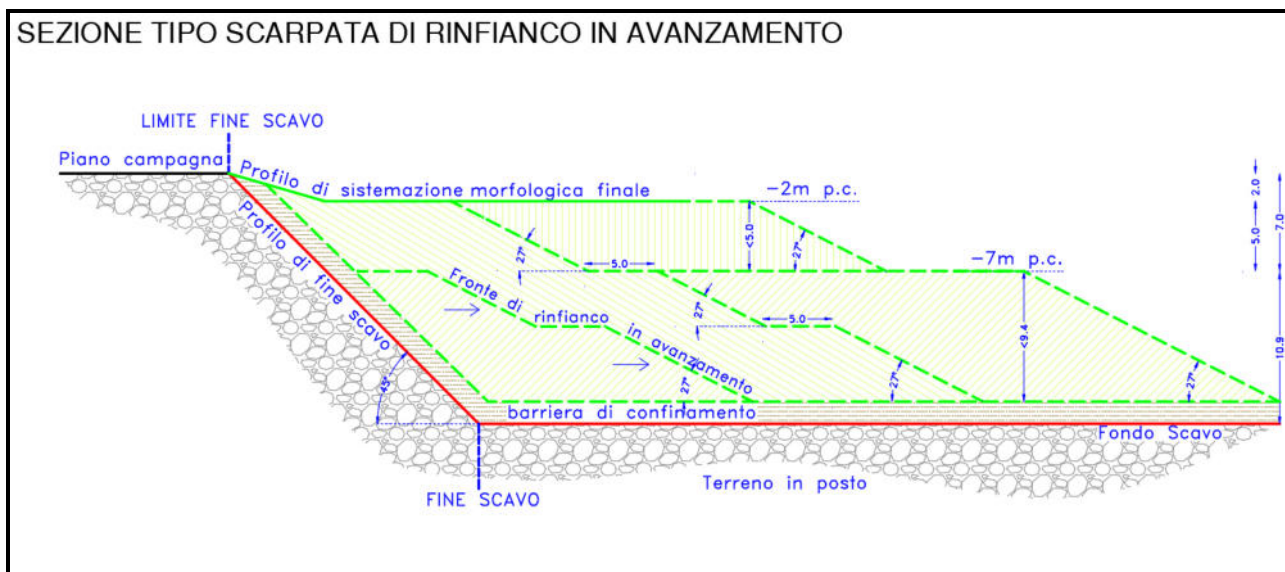 SEZIONE TIPO SCARPATA DI RINFIANCO IN AVANZAMENTO
LIMITE FINE SCAVO
Piano campagna
Profilo di sistemazione morfologica finale
-2m p.c.
2.0
7.0
5.0
<5.0
27°
27°
5.0
-7m p.c.
Profilo di fine scavo
Fronte di rinfianco in avanzamento
27°
5.0
<9.4
10.9
45°
27°
27°
27°
barriera di confinamento
Fondo Scavo
Terreno in posto
FINE SCAVO